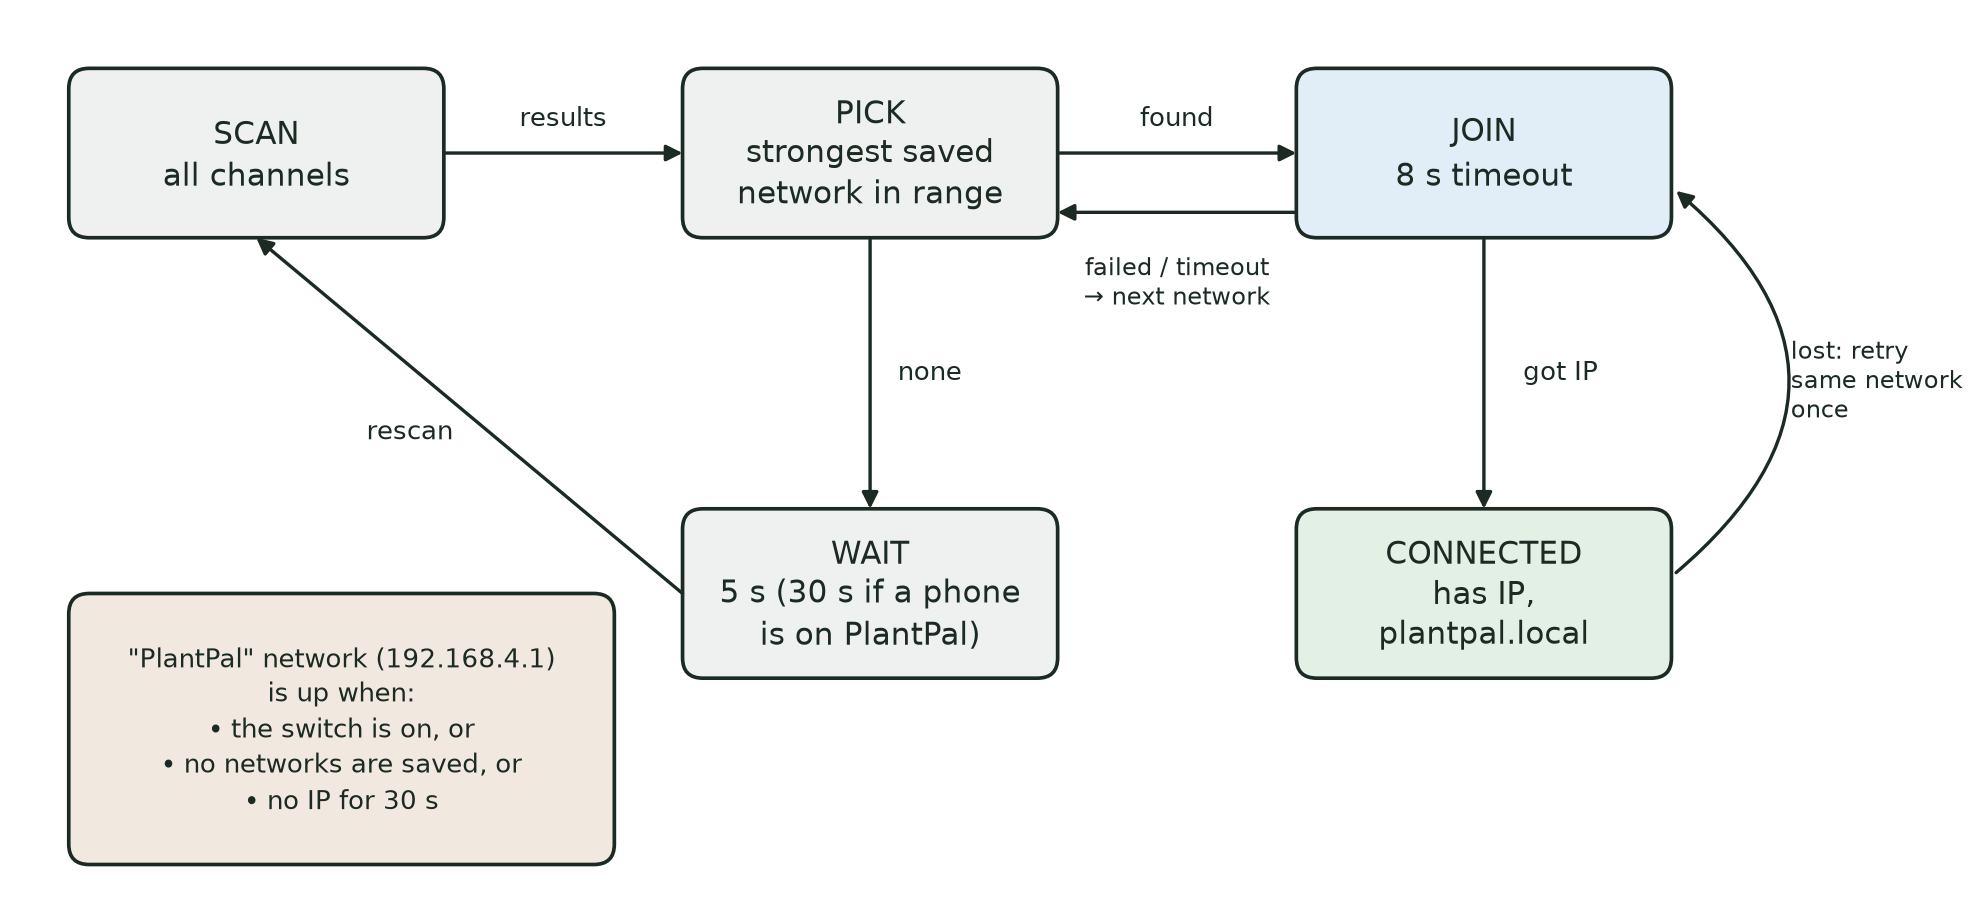 SCAN
all channels
results
PICK
strongest saved
network in range
found
JOIN
8 s timeout
failed / timeout
→ next network
none
got IP
lost: retry
same network
once
rescan
WAIT
5 s (30 s if a phone
is on PlantPal)
CONNECTED
has IP,
plantpal.local
"PlantPal" network (192.168.4.1)
is up when:
• the switch is on, or
• no networks are saved, or
• no IP for 30 s